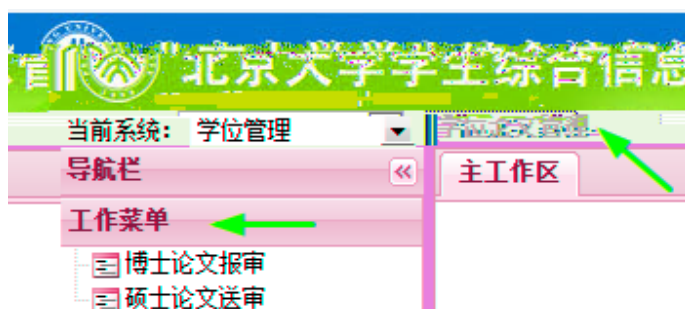 北京大学学生综合信息
当前系统： 学位管理
导航栏
主工作区
工作菜单
博士论文报审
硕士论文送审